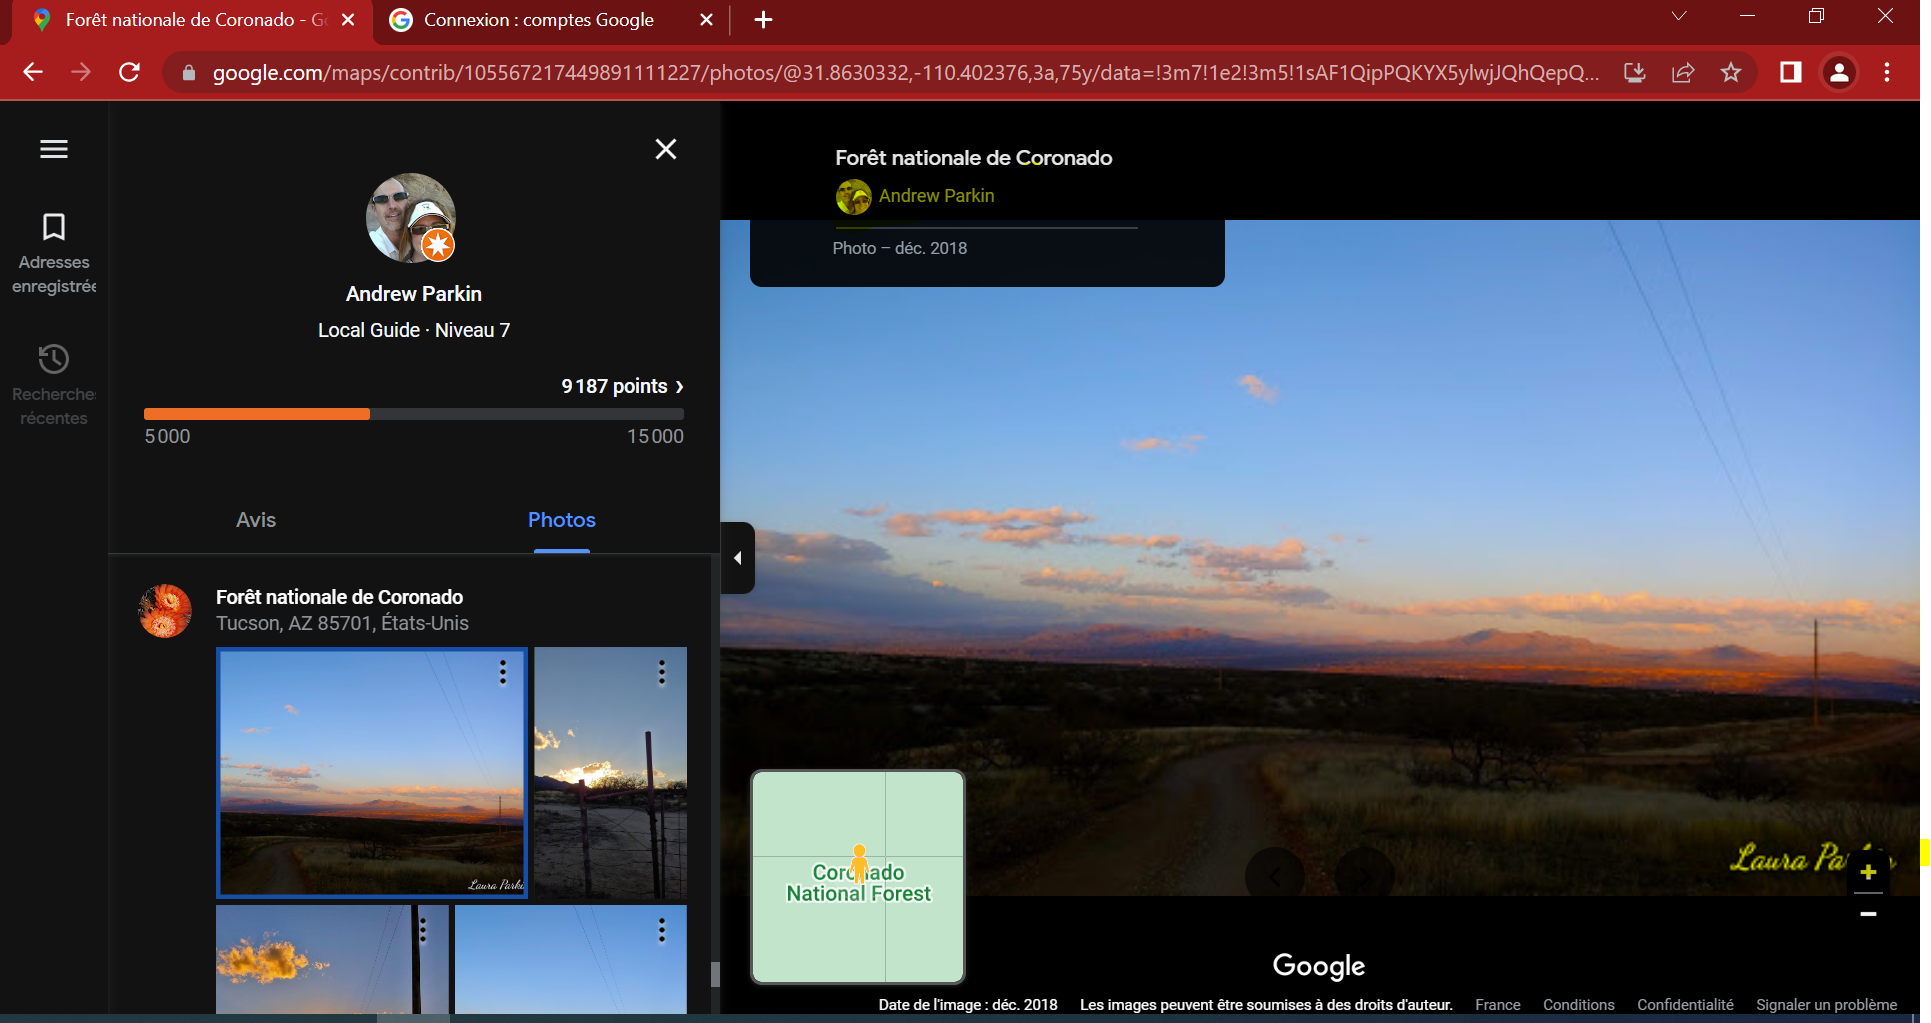 Forêt nationale de Coronado - G
Connexion : comptes Google
google.com/maps/contrib/105567217449891111227/photos/@31.8630332,-110.402376,3a,75y/data=!3m7!1e2!3m5!1sAF1QipPQKYX5ylwjJQhQepQ...
Adresses
enregistrée
Recherches
récentes
Andrew Parkin
Local Guide · Niveau 7
9 187 points
5 000
15 000
Avis
Photos
Forêt nationale de Coronado
Tucson, AZ 85701, États-Unis
Laura Parki
Forêt nationale de Coronado
Andrew Parkin
Photo – déc. 2018
Coronado
National Forest
Laura Pa
Google
Date de l'image : déc. 2018
Les images peuvent être soumises à des droits d'auteur.
France
Conditions
Confidentialité
Signaler un problème